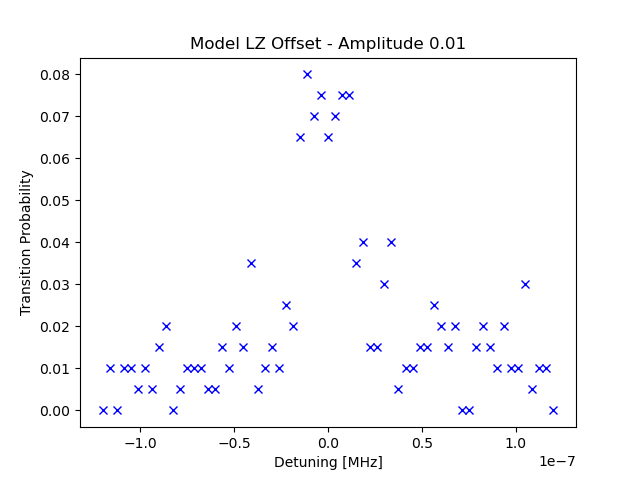 Model LZ Offset - Amplitude 0.01
0.08
0.07
0.06
0.05
0.04
0.03
0.02
0.01
0.00
Transition Probability
−1.0 −0.5 0.0 0.5 1.0
1e−7
Detuning [MHz]